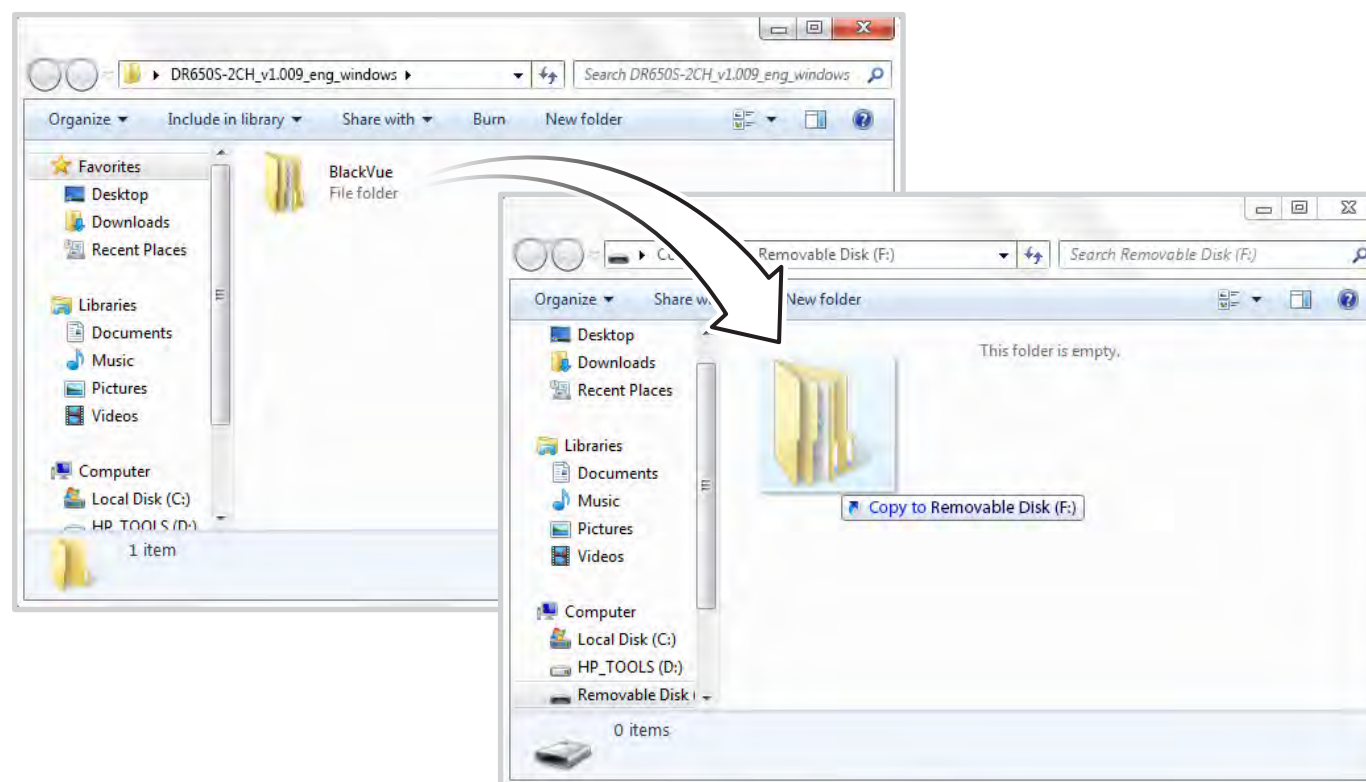 DR650S-2CH_v1.009_eng_windows
Search DR650S-2CH_v1.009_eng_windows
Organize Include in library Share with Burn New folder
Favorites
Desktop
Downloads
Recent Places
Libraries
Documents
Music
Pictures
Videos
Computer
Local Disk (C:)
HP_TOOLS (D:)
1 item
BlackVue
File folder
Removable Disk (F:)
Search Removable Disk (F:)
Organize Share New folder
Desktop
Downloads
Recent Places
Libraries
Documents
Music
Pictures
Videos
Computer
Local Disk (C:)
HP_TOOLS (D:)
Removable Disk
0 items
This folder is empty.
Copy to Removable Disk (F:)